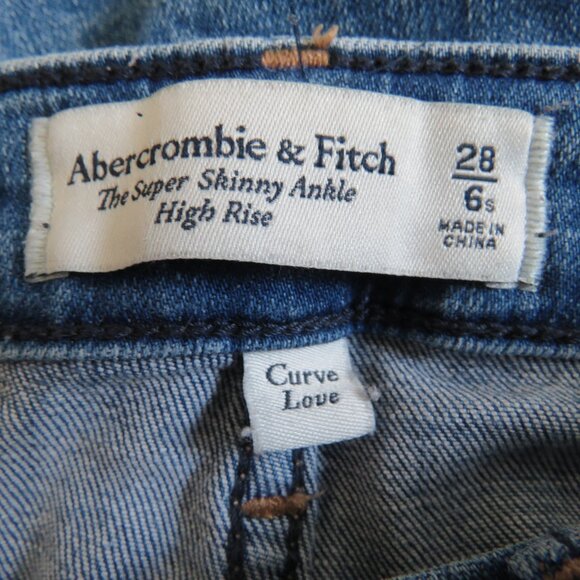 Abercrombie & Fitch
The Super Skinny Ankle
High Rise
28
6s
MADE IN
CHINA
Curve
Love